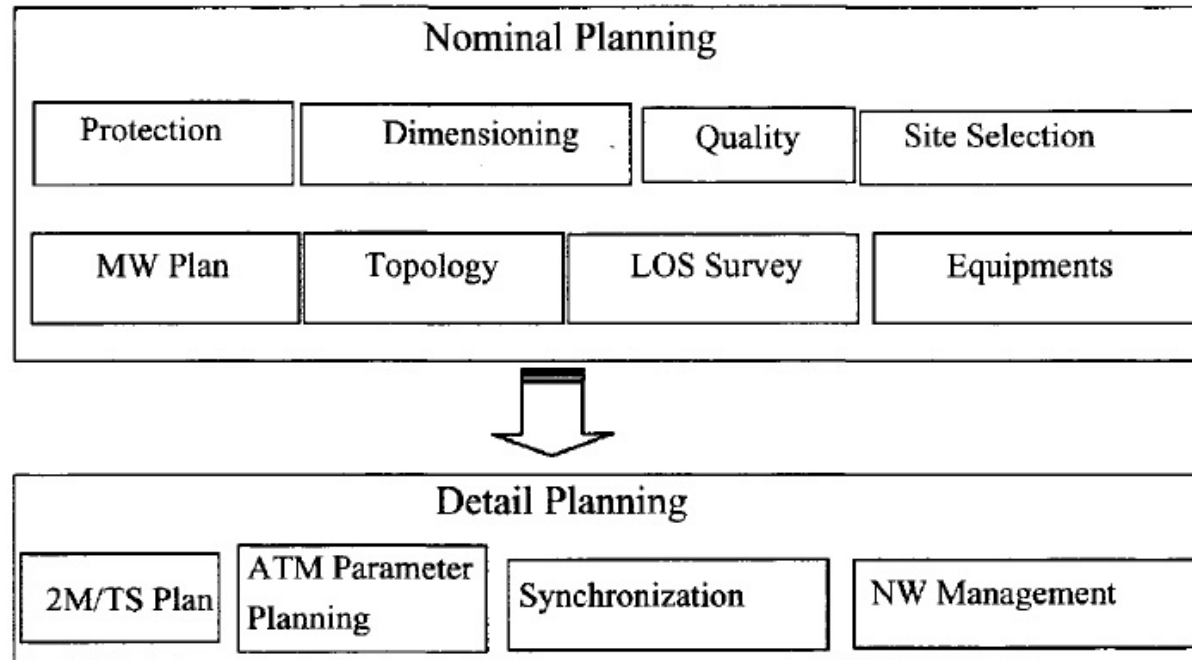 Nominal Planning
Protection
Dimensioning
Quality
Site Selection
MW Plan
Topology
LOS Survey
Equipments
Detail Planning
2M/TS Plan
ATM Parameter
Planning
Synchronization
NW Management